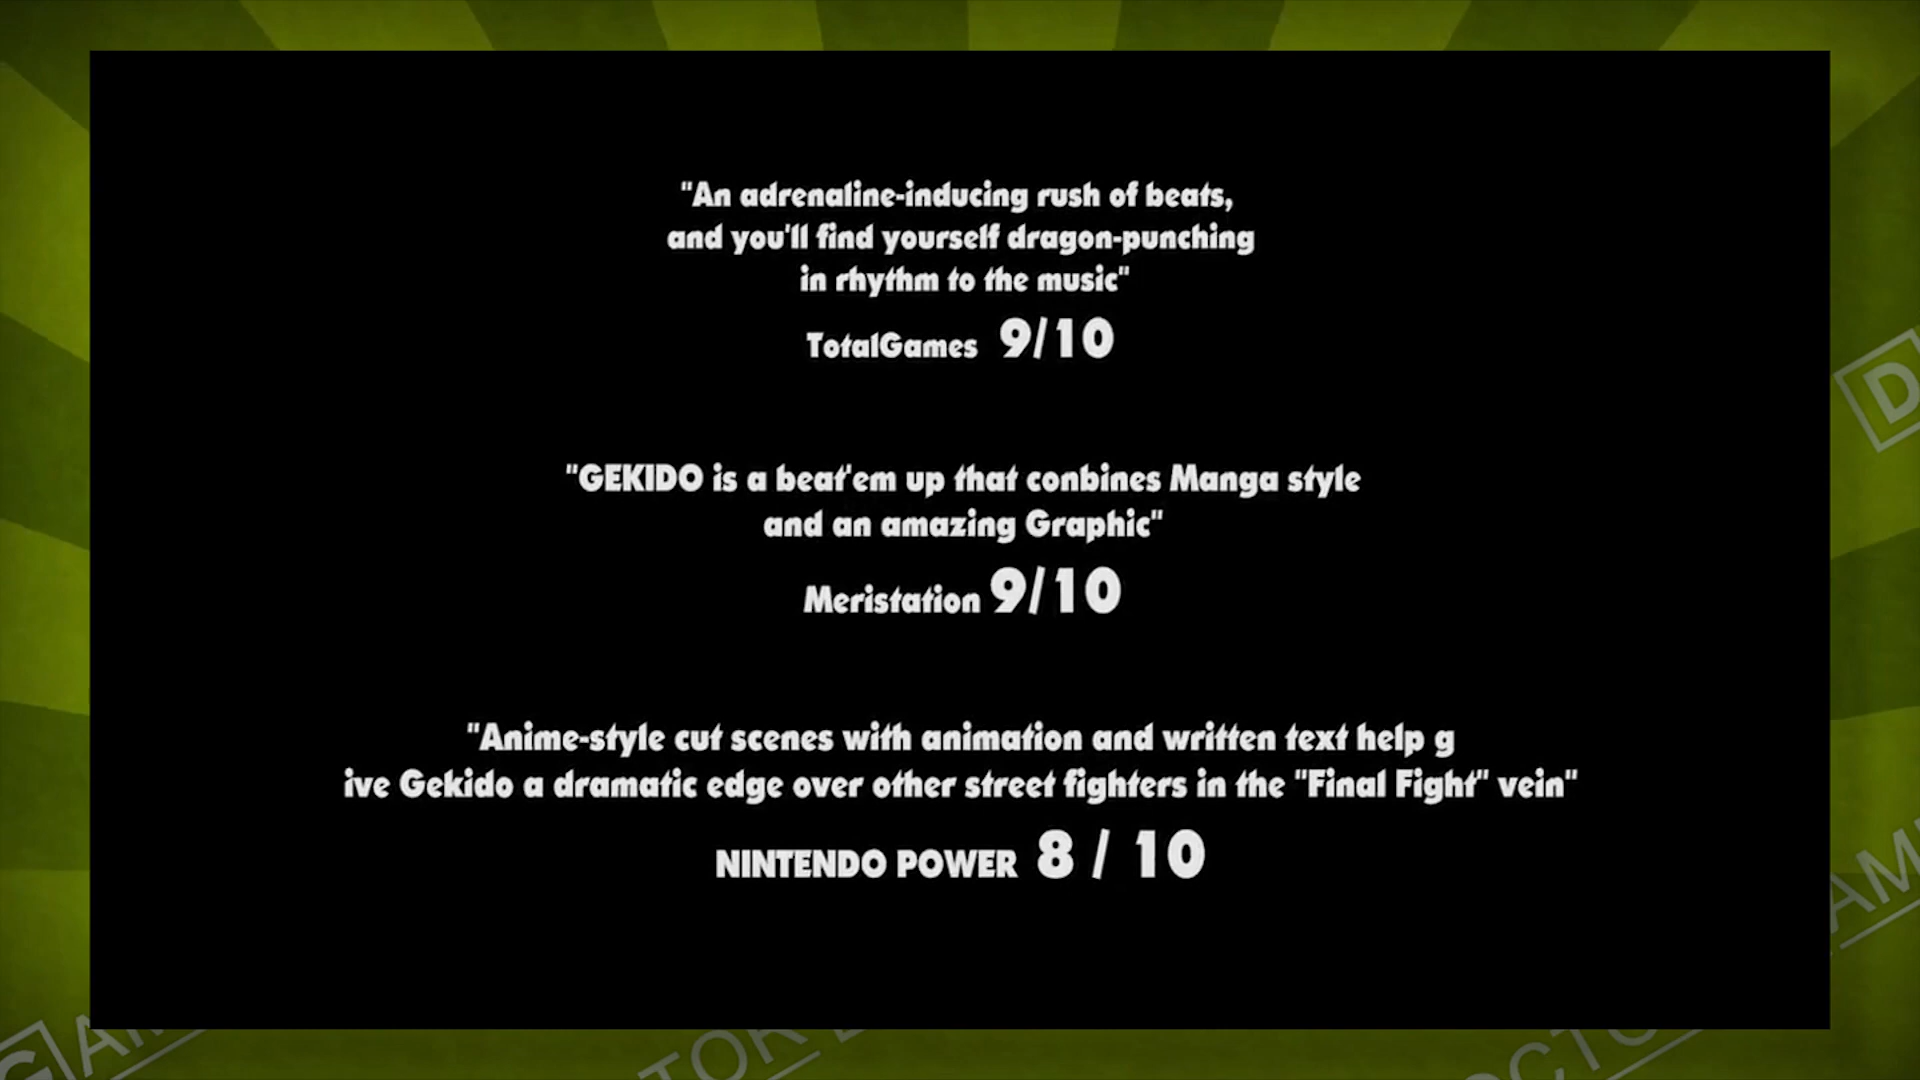 "An adrenaline-inducing rush of beats,
and you'll find yourself dragon-punching
in rhythm to the music"
TotalGames 9/10
"GEKIDO is a beat'em up that conbines Manga style
and an amazing Graphic"
Meristation 9/10
"Anime-style cut scenes with animation and written text help g
ive Gekido a dramatic edge over other street fighters in the "Final Fight" vein"
NINTENDO POWER 8 / 10